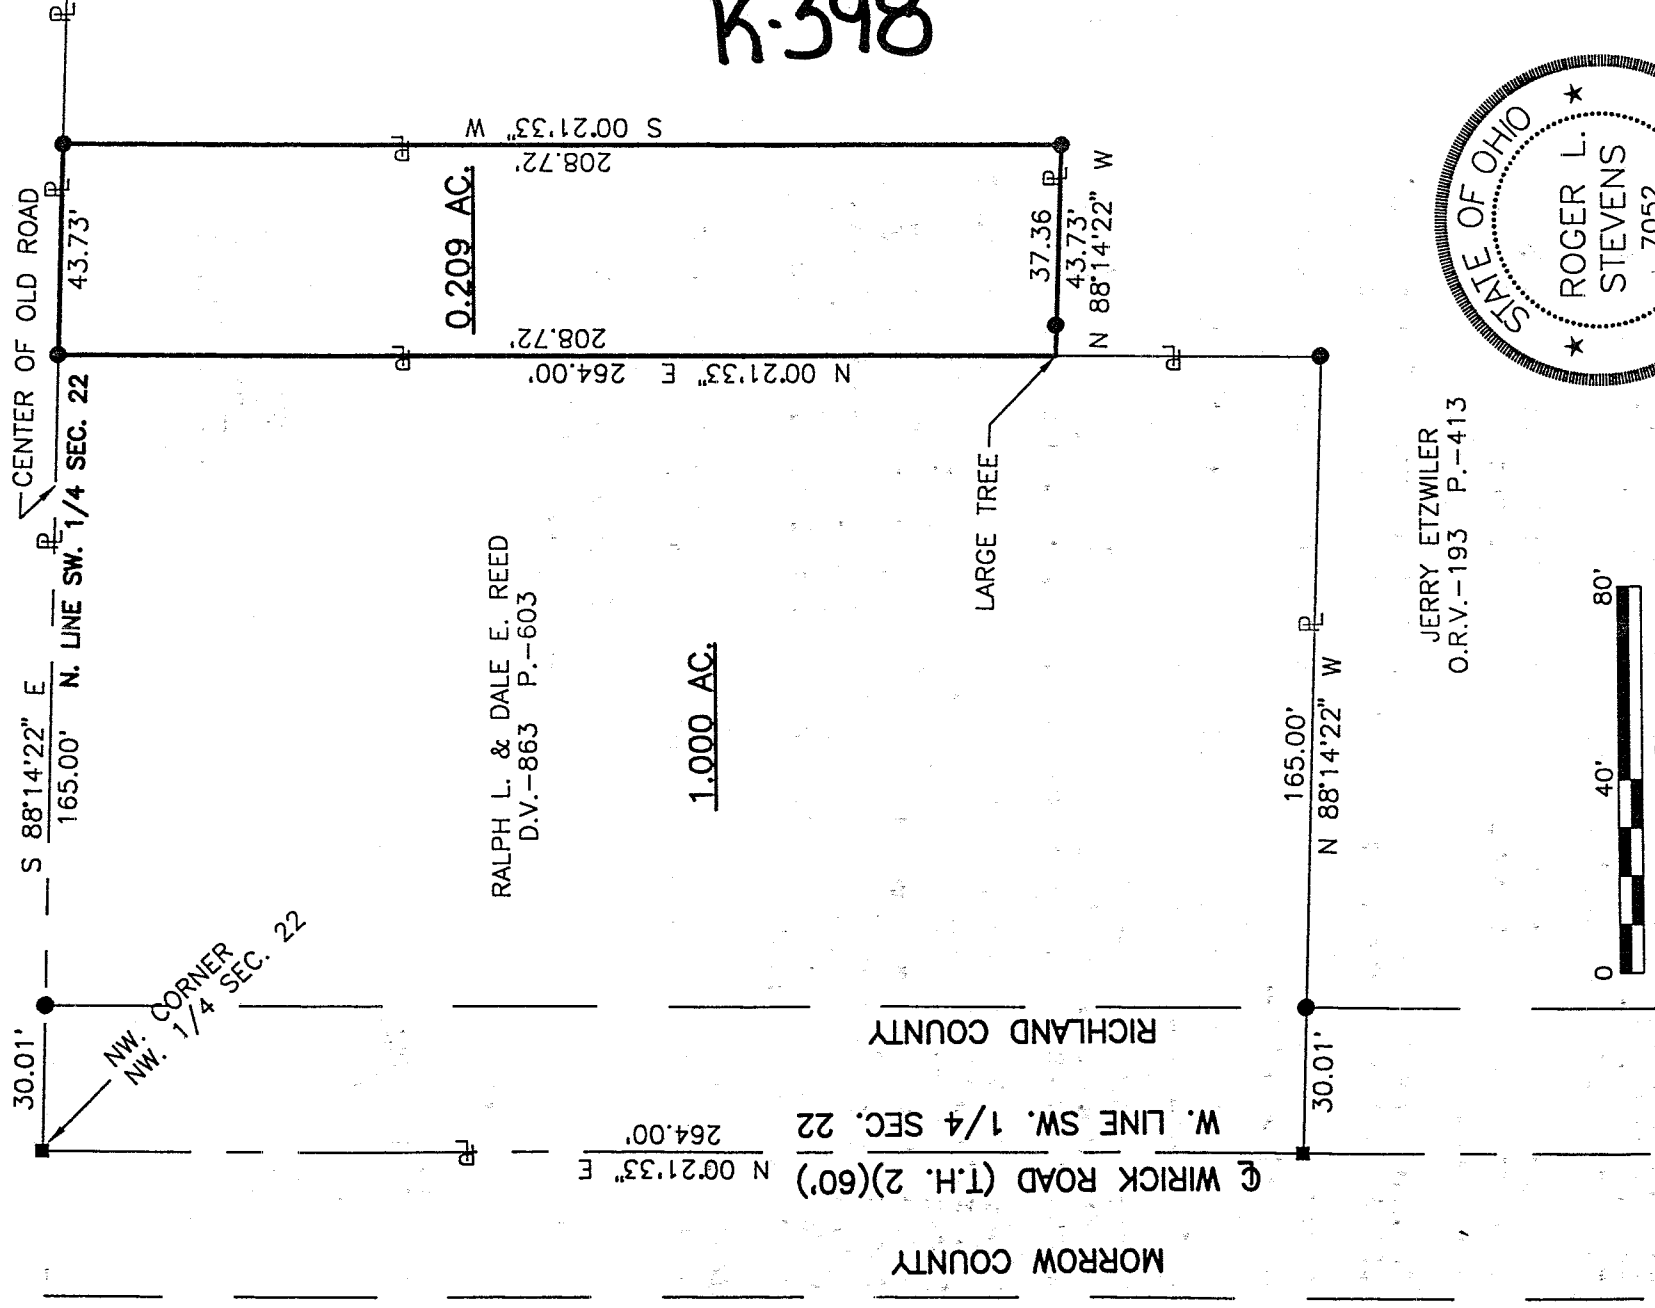 K-398
CENTER OF OLD ROAD
S 88°14'22" E
165.00'
N. LINE SW. 1/4 SEC. 22
43.73'
30.01'
NW. CORNER
NW. 1/4 SEC. 22
S 00°21'33" W
208.72'
0.209 AC.
208.72'
N 00°21'33" E 264.00'
37.36
43.73'
N 88°14'22" W
LARGE TREE
RALPH L. & DALE E. REED
D.V.-863 P.-603
1.000 AC.
165.00'
N 88°14'22" W
30.01'
JERRY ETZWILER
O.R.V.-193 P.-413
RICHLAND COUNTY
W. LINE SW. 1/4 SEC. 22
264.00'
N 00°21'33" E
℄ WIRICK ROAD (T.H. 2)(60')
MORROW COUNTY
0 40' 80'
STATE OF OHIO
ROGER L.
STEVENS
7052
℄
℄
℄
℄
℄
℄
℄
℄
℄